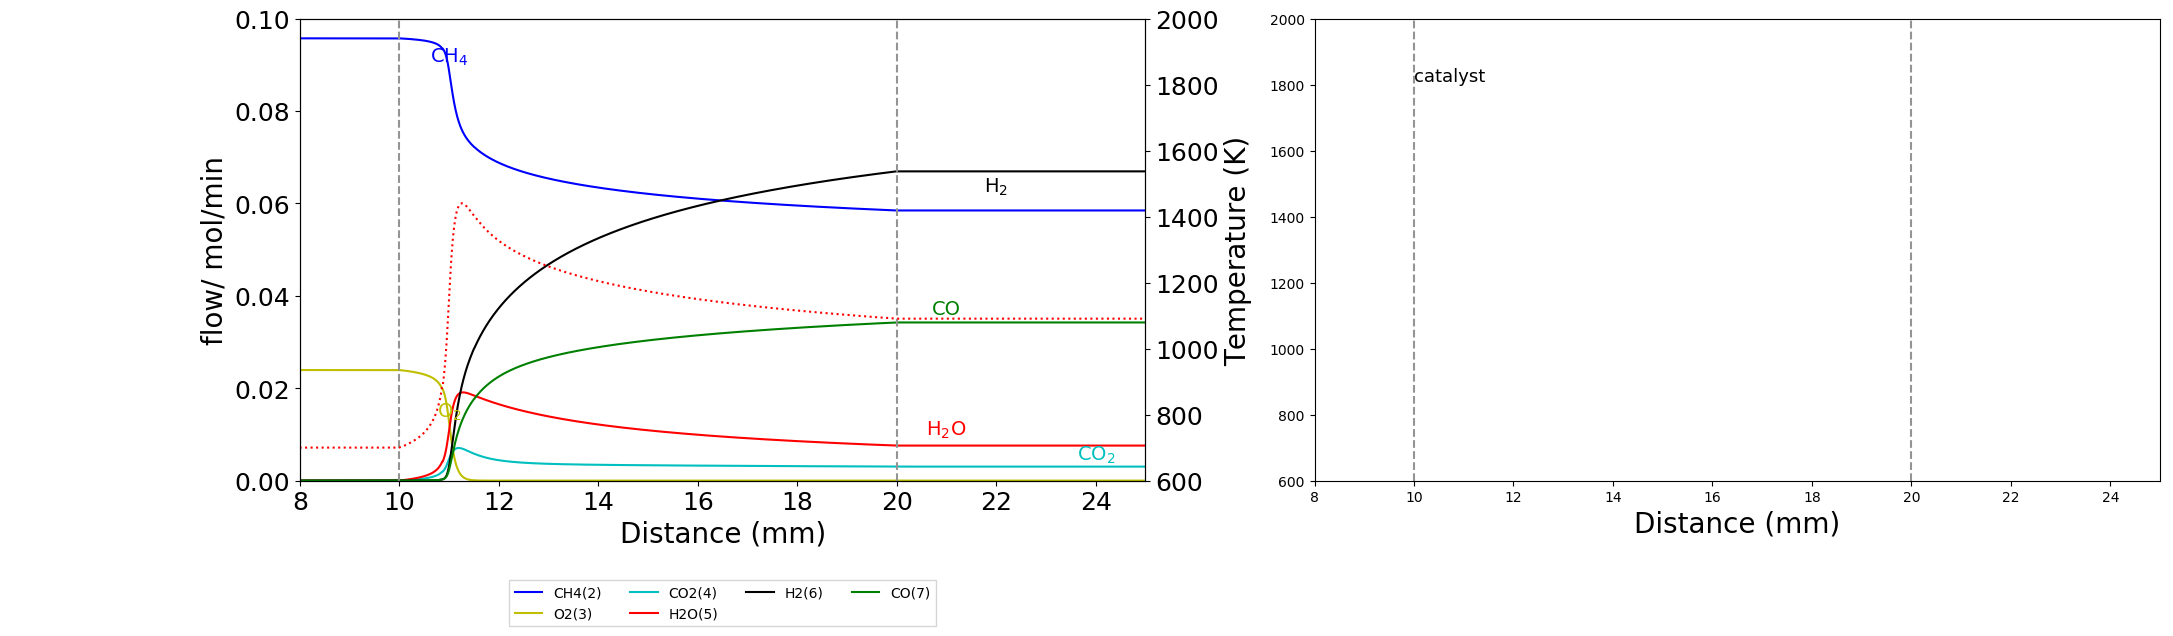 0.10
0.08
0.06
0.04
0.02
0.00
flow/ mol/min
8 10 12 14 16 18 20 22 24
Distance (mm)
2000
1800
1600
1400
1200
1000
800
600
Temperature (K)
CH₄
O₂
H₂
CO
H₂O
CO₂
CH4(2) CO2(4) H2(6) CO(7)
O2(3) H2O(5)
2000
1800
1600
1400
1200
1000
800
600
catalyst
8 10 12 14 16 18 20 22 24
Distance (mm)